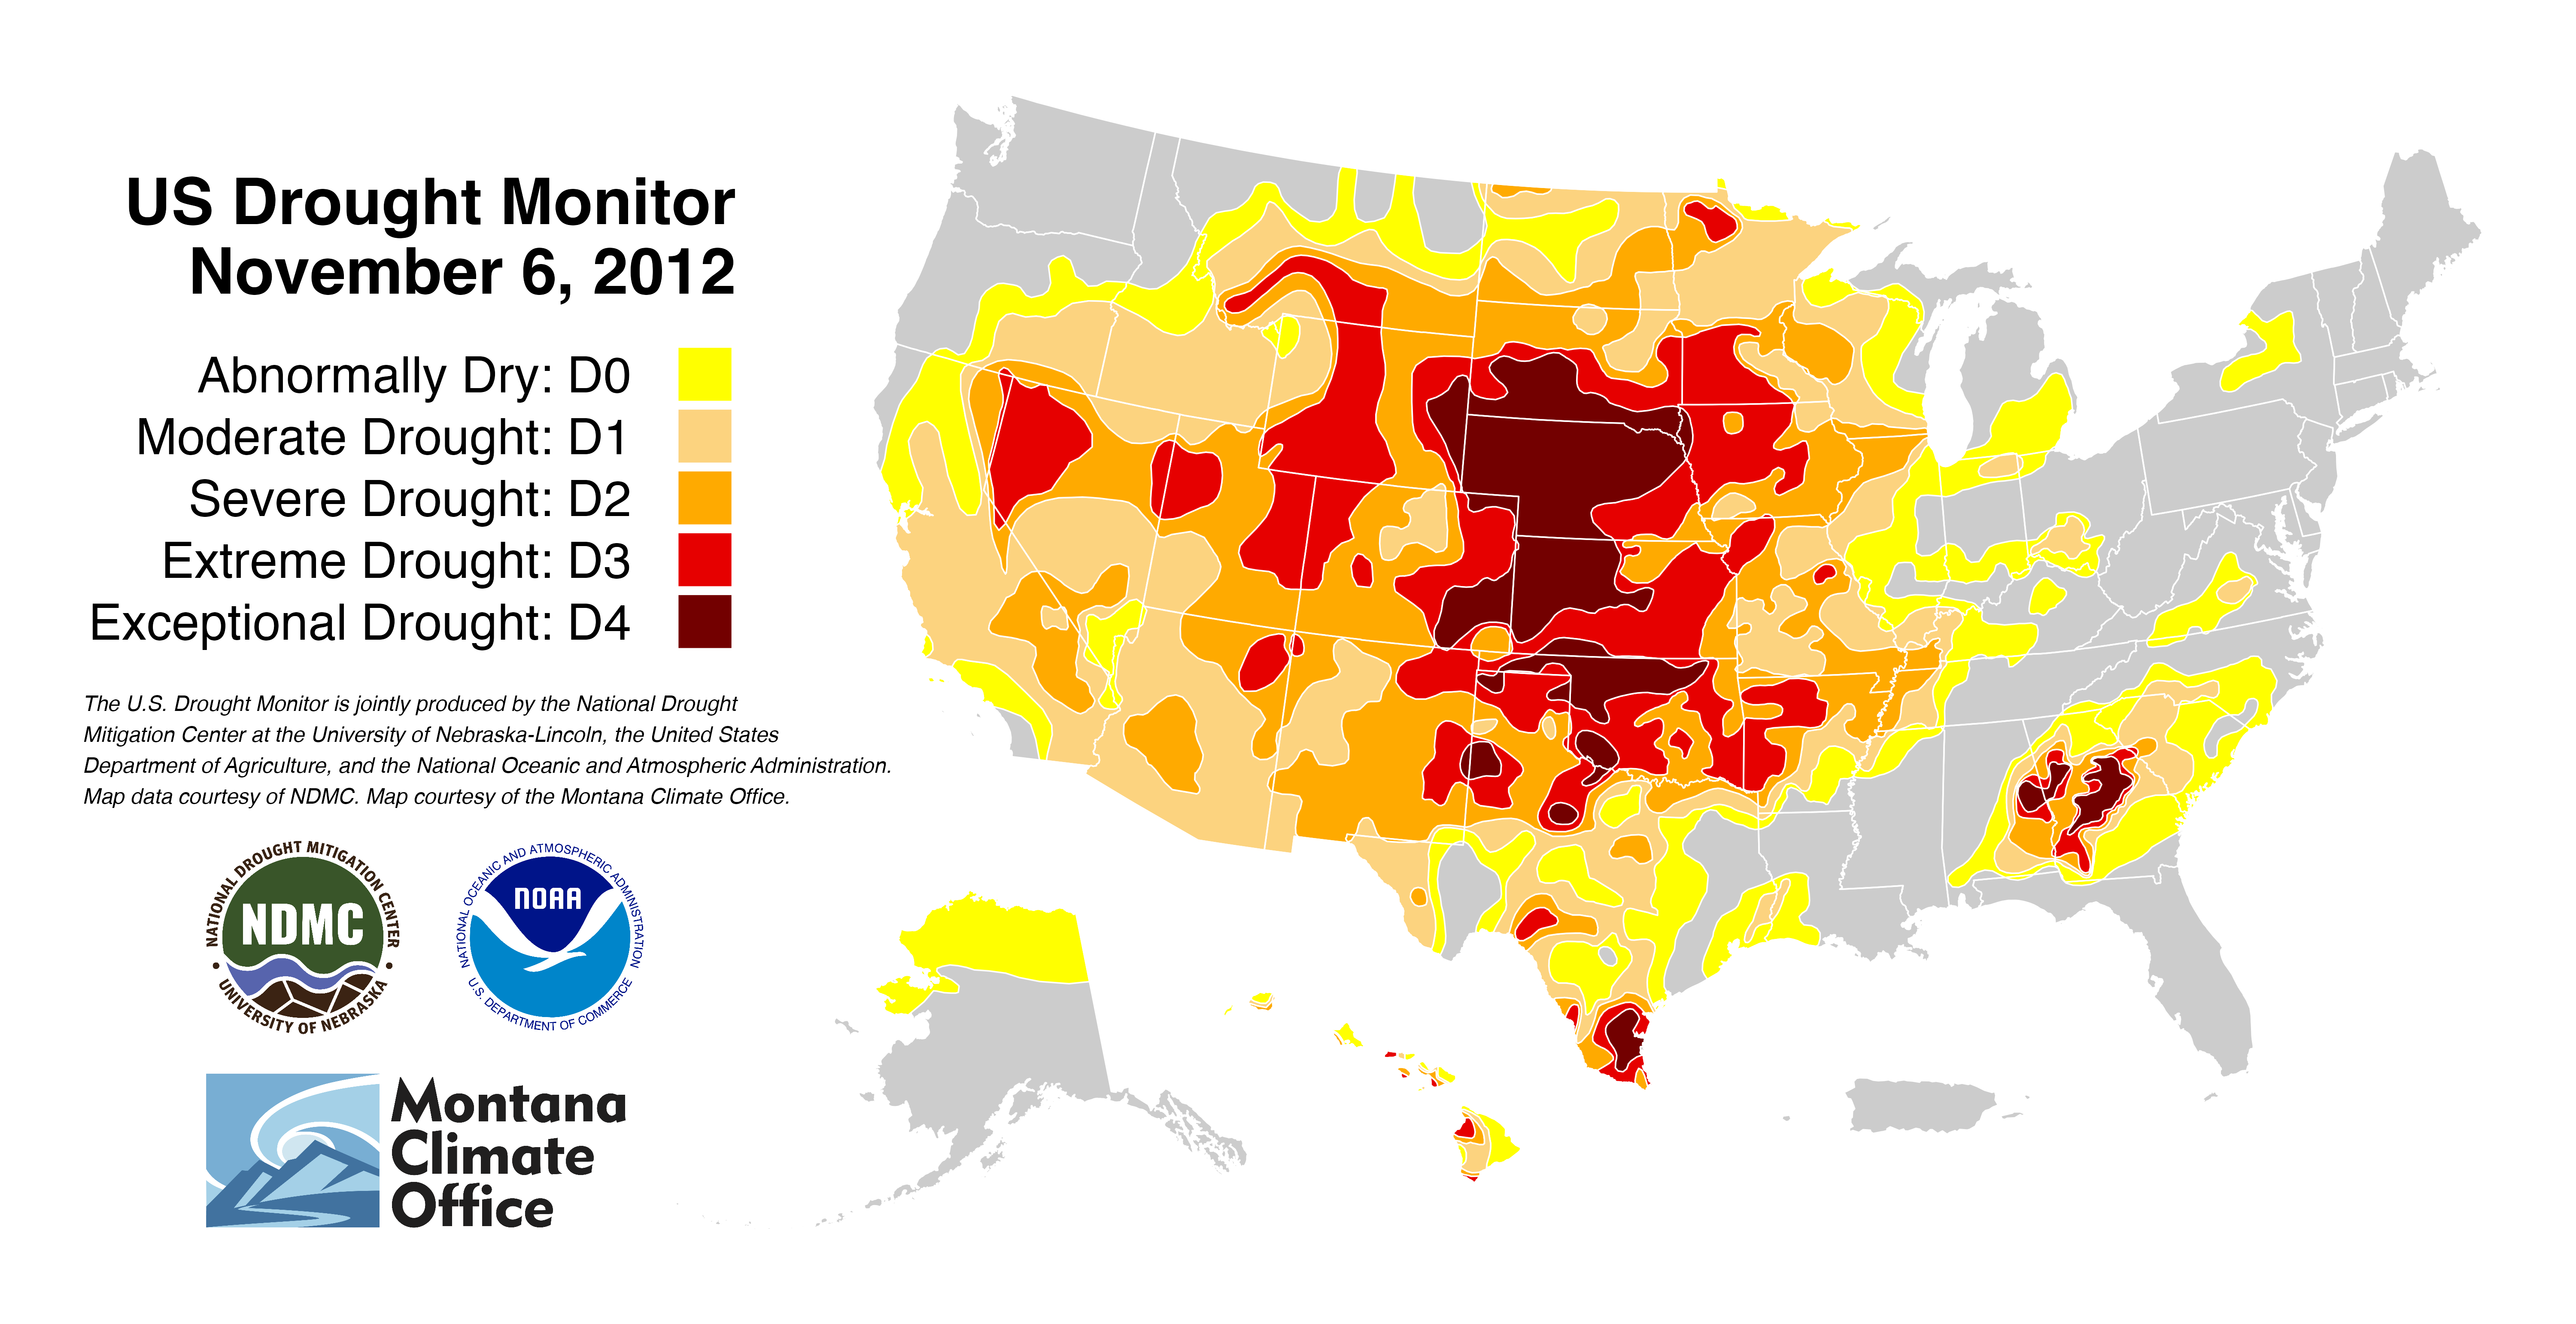 US Drought Monitor
November 6, 2012
Abnormally Dry: D0
Moderate Drought: D1
Severe Drought: D2
Extreme Drought: D3
Exceptional Drought: D4
The U.S. Drought Monitor is jointly produced by the National Drought
Mitigation Center at the University of Nebraska-Lincoln, the United States
Department of Agriculture, and the National Oceanic and Atmospheric Administration.
Map data courtesy of NDMC. Map courtesy of the Montana Climate Office.
NATIONAL DROUGHT MITIGATION CENTER
NDMC
• UNIVERSITY OF NEBRASKA •
NATIONAL OCEANIC AND ATMOSPHERIC ADMINISTRATION
NOAA
U.S. DEPARTMENT OF COMMERCE
Montana
Climate
Office